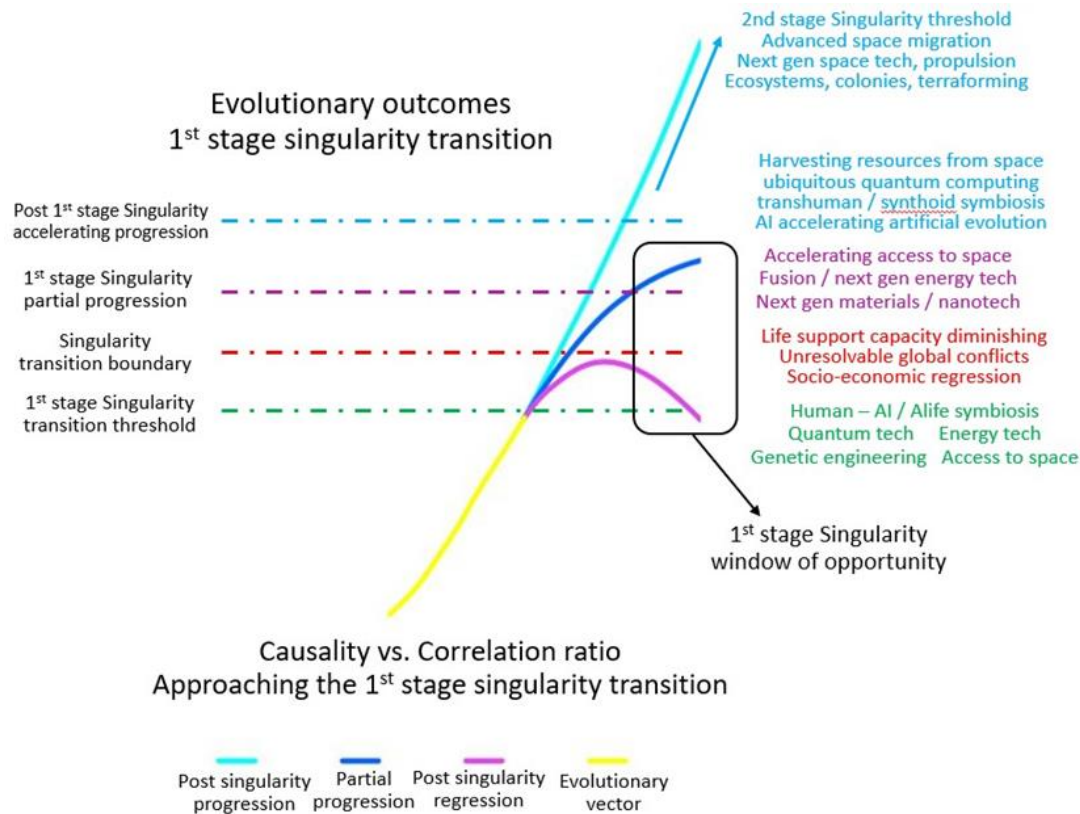 2nd stage Singularity threshold
Advanced space migration
Next gen space tech, propulsion
Ecosystems, colonies, terraforming
Evolutionary outcomes
1st stage singularity transition
Harvesting resources from space
ubiquitous quantum computing
transhuman / synthoid symbiosis
AI accelerating artificial evolution
Post 1st stage Singularity
accelerating progression
Accelerating access to space
Fusion / next gen energy tech
Next gen materials / nanotech
1st stage Singularity
partial progression
Life support capacity diminishing
Unresolvable global conflicts
Socio-economic regression
Singularity
transition boundary
1st stage Singularity
transition threshold
Human – AI / Alife symbiosis
Quantum tech Energy tech
Genetic engineering Access to space
1st stage Singularity
window of opportunity
Causality vs. Correlation ratio
Approaching the 1st stage singularity transition
Post singularity
progression
Partial
progression
Post singularity
regression
Evolutionary
vector